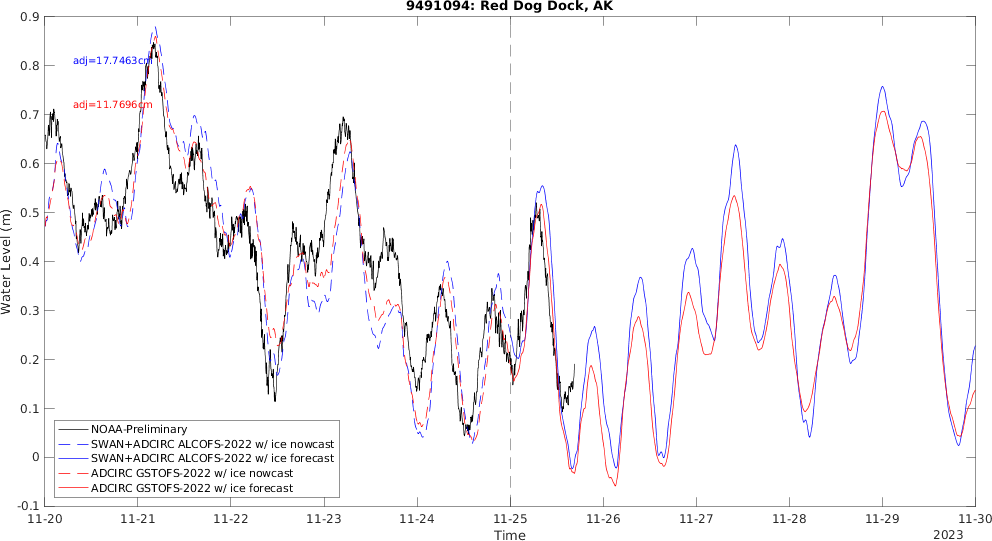 9491094: Red Dog Dock, AK
0.9
0.8
0.7
0.6
0.5
0.4
0.3
0.2
0.1
0
-0.1
Water Level (m)
adj=17.7463cm
adj=11.7696cm
NOAA-Preliminary
SWAN+ADCIRC ALCOFS-2022 w/ ice nowcast
SWAN+ADCIRC ALCOFS-2022 w/ ice forecast
ADCIRC GSTOFS-2022 w/ ice nowcast
ADCIRC GSTOFS-2022 w/ ice forecast
11-20 11-21 11-22 11-23 11-24 11-25 11-26 11-27 11-28 11-29 11-30
Time
2023